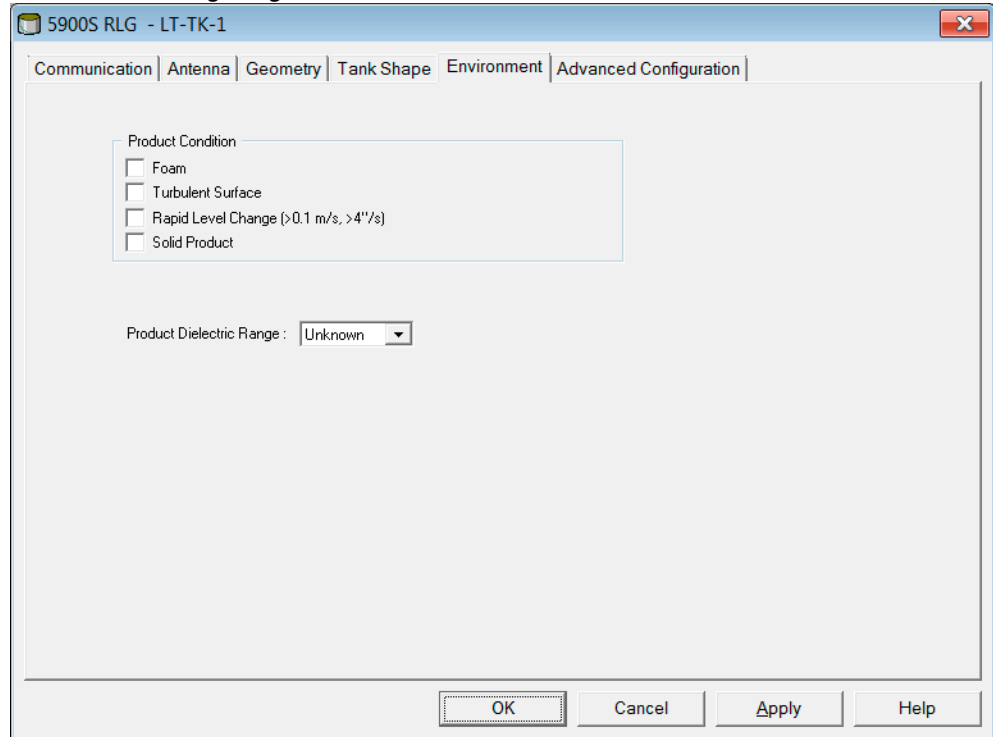 5900S RLG - LT-TK-1
Communication Antenna Geometry Tank Shape Environment Advanced Configuration
Product Condition
Foam
Turbulent Surface
Rapid Level Change (>0.1 m/s, >4''/s)
Solid Product
Product Dielectric Range : Unknown
OK Cancel Apply Help